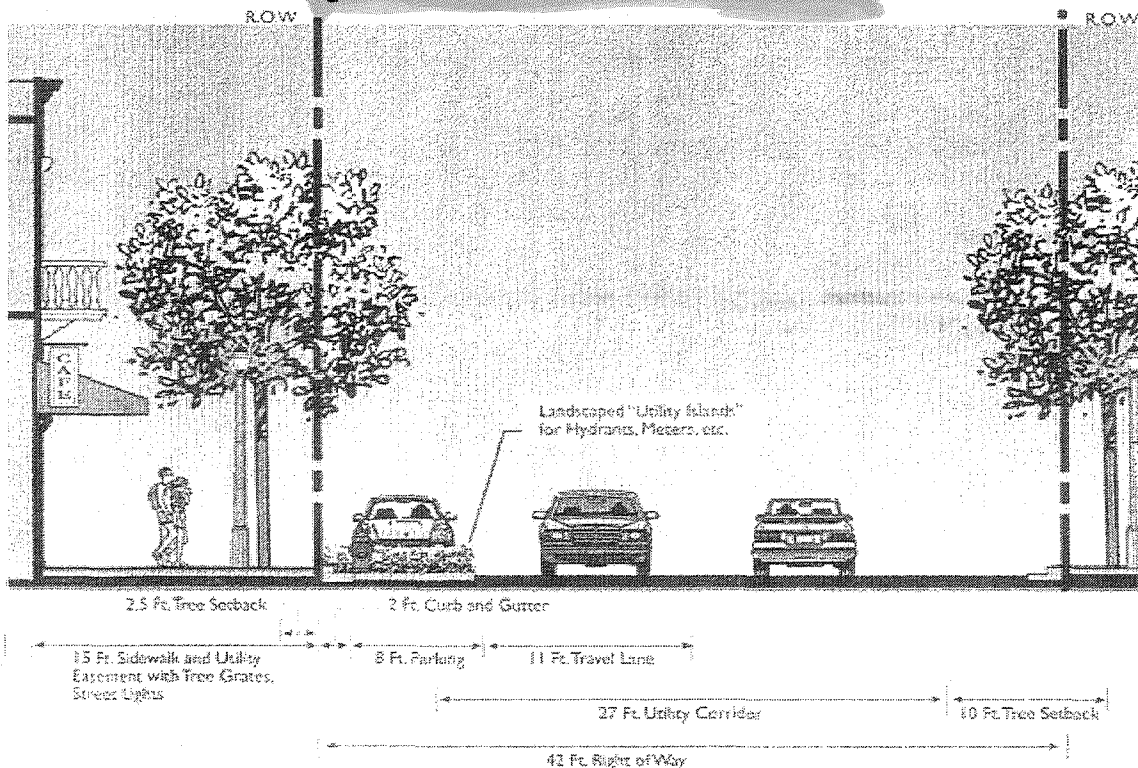 R.O.W.
R.O.W
CAFE
Landscaped "Utility Islands"
for Hydrants, Meters, etc.
2.5 Ft. Tree Setback
2 Ft. Curb and Gutter
15 Ft. Sidewalk and Utility
Easement with Tree Grates,
Street Lights
8 Ft. Parking
11 Ft. Travel Lane
27 Ft. Utility Corridor
10 Ft. Tree Setback
42 Ft. Right of Way